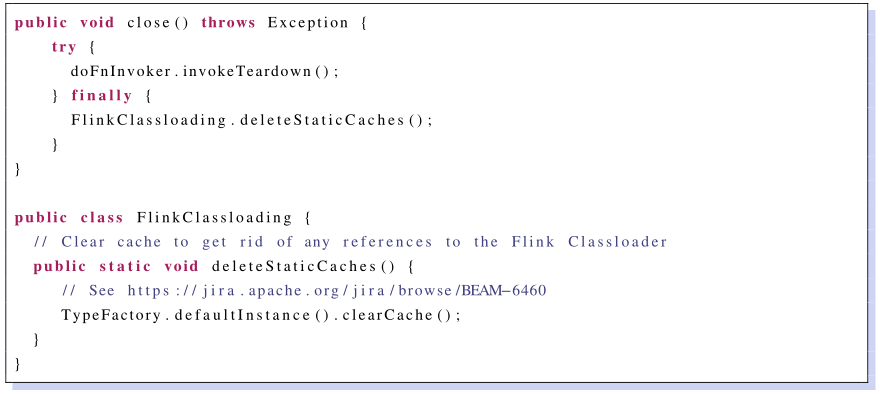 public void close() throws Exception {
    try {
      doFnInvoker.invokeTeardown();
    } finally {
      FlinkClassloading.deleteStaticCaches();
    }
}

public class FlinkClassloading {
  // Clear cache to get rid of any references to the Flink Classloader
  public static void deleteStaticCaches() {
     // See https://jira.apache.org/jira/browse/BEAM−6460
     TypeFactory.defaultInstance().clearCache();
  }
}